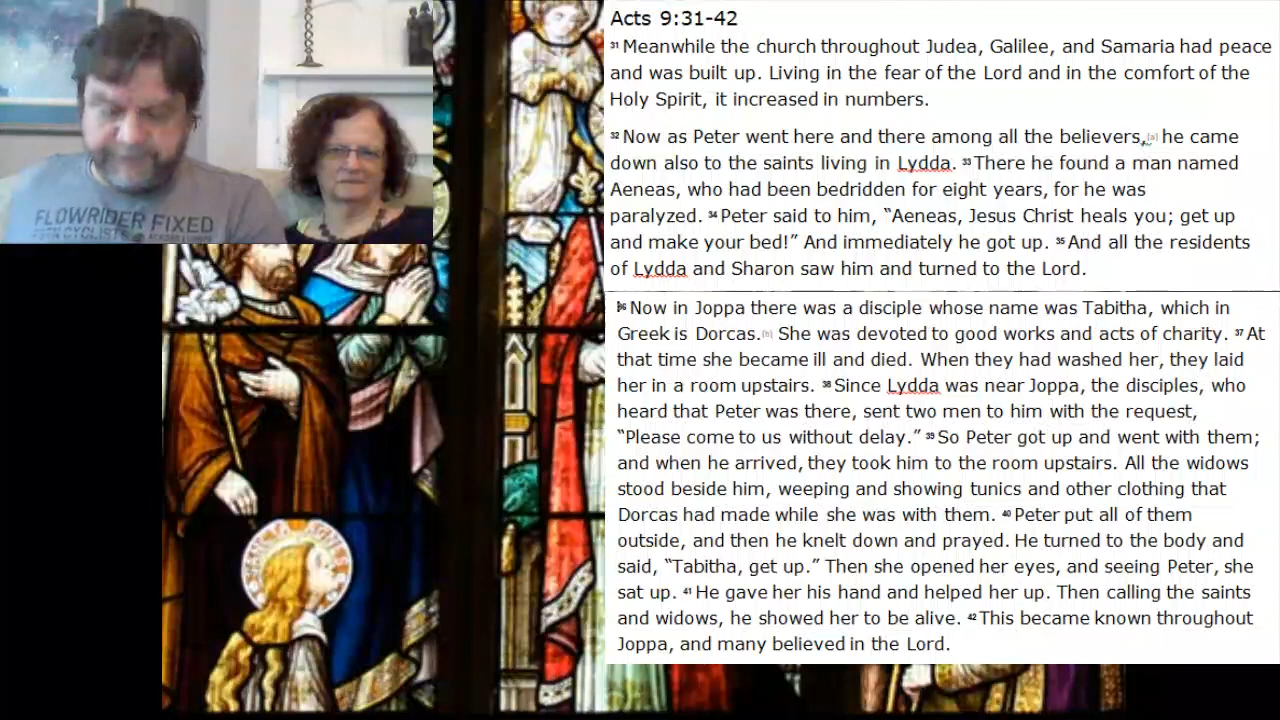 FLOWRIDER FIXED
Acts 9:31-42
31 Meanwhile the church throughout Judea, Galilee, and Samaria had peace
and was built up. Living in the fear of the Lord and in the comfort of the
Holy Spirit, it increased in numbers.
32 Now as Peter went here and there among all the believers,[a] he came
down also to the saints living in Lydda. 33 There he found a man named
Aeneas, who had been bedridden for eight years, for he was
paralyzed. 34 Peter said to him, “Aeneas, Jesus Christ heals you; get up
and make your bed!” And immediately he got up. 35 And all the residents
of Lydda and Sharon saw him and turned to the Lord.
36 Now in Joppa there was a disciple whose name was Tabitha, which in
Greek is Dorcas.[b] She was devoted to good works and acts of charity. 37 At
that time she became ill and died. When they had washed her, they laid
her in a room upstairs. 38 Since Lydda was near Joppa, the disciples, who
heard that Peter was there, sent two men to him with the request,
“Please come to us without delay.” 39 So Peter got up and went with them;
and when he arrived, they took him to the room upstairs. All the widows
stood beside him, weeping and showing tunics and other clothing that
Dorcas had made while she was with them. 40 Peter put all of them
outside, and then he knelt down and prayed. He turned to the body and
said, “Tabitha, get up.” Then she opened her eyes, and seeing Peter, she
sat up. 41 He gave her his hand and helped her up. Then calling the saints
and widows, he showed her to be alive. 42 This became known throughout
Joppa, and many believed in the Lord.